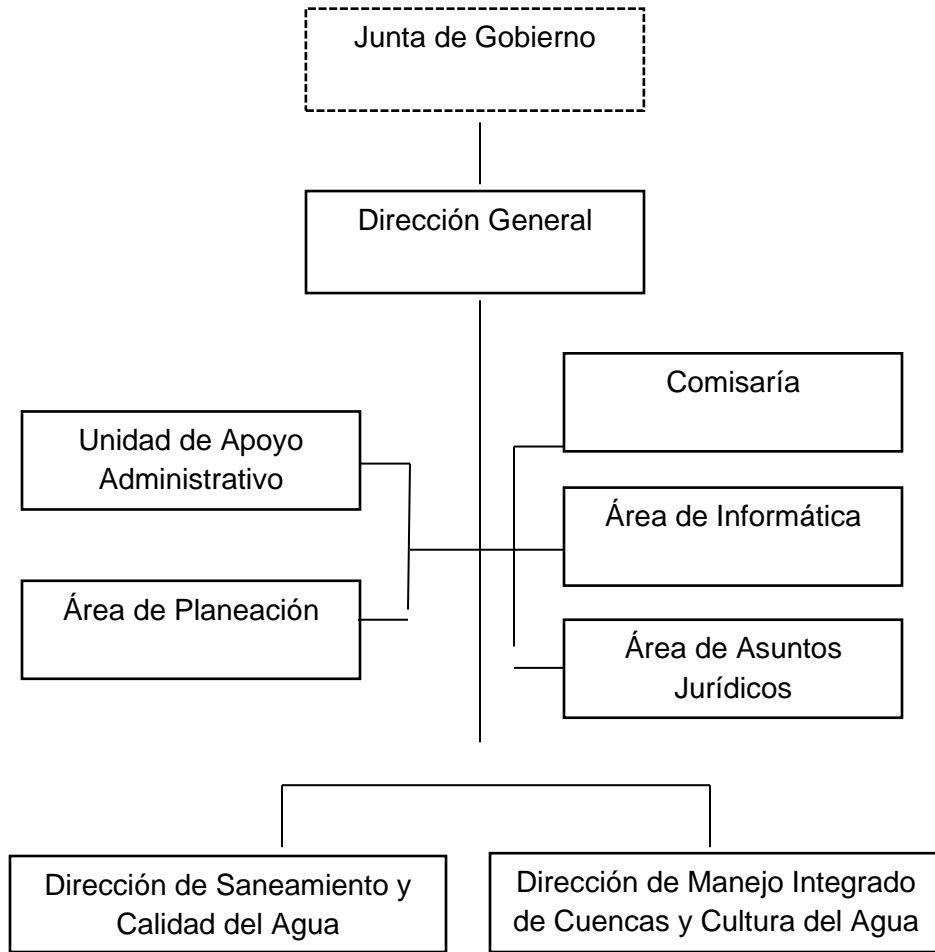 Junta de Gobierno
Dirección General
Comisaría
Unidad de Apoyo
Administrativo
Área de Informática
Área de Planeación
Área de Asuntos
Jurídicos
Dirección de Saneamiento y
Calidad del Agua
Dirección de Manejo Integrado
de Cuencas y Cultura del Agua